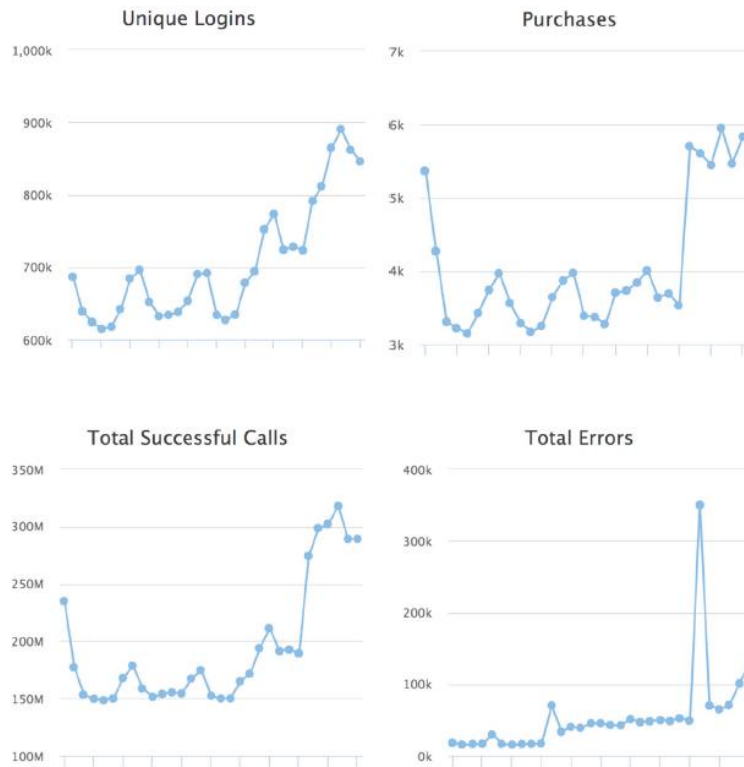 Unique Logins
1,000k
900k
800k
700k
600k
Purchases
7k
6k
5k
4k
3k
Total Successful Calls
350M
300M
250M
200M
150M
100M
Total Errors
400k
300k
200k
100k
0k